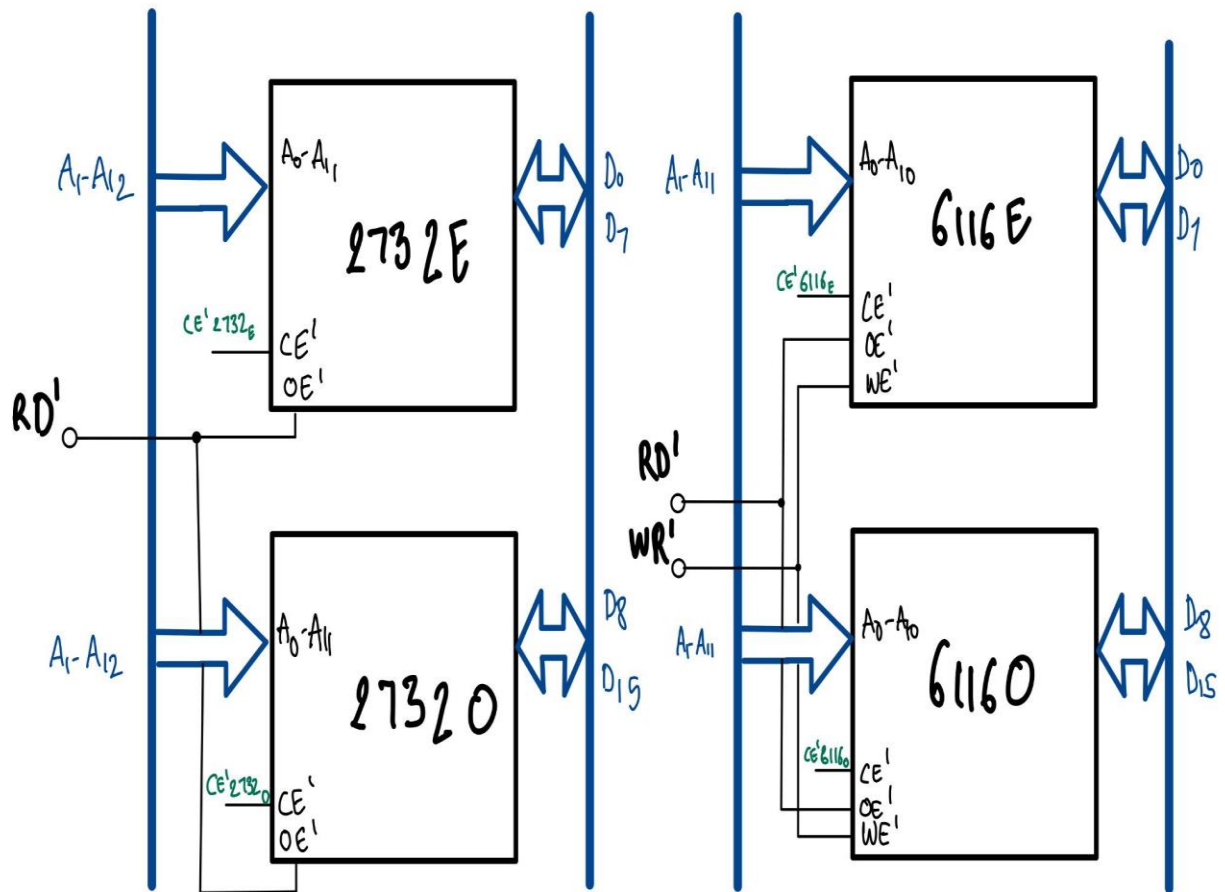 A₁-A₁₂
A₀-A₁₁
2732E
D₀
D₇
CE'2732E
CE'
OE'
RD'
A₁-A₁₂
A₀-A₁₁
2732O
D8
D15
CE'2732O
CE'
OE'
A₁-A11
A₀-A₁₀
6116E
D0
D7
CE'6116E
CE'
OE'
WE'
RD'
WR'
A₁-A11
A₀-A₁₀
6116O
D8
D15
CE'6116O
CE'
OE'
WE'